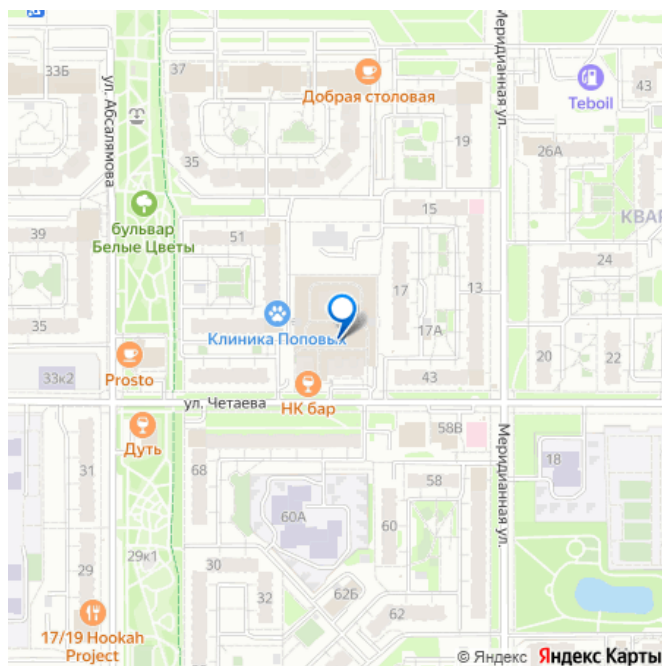 33Б
37
Добрая столовая
Teboil
43
ул. Абсалямова
Меридианная ул.
19
26А
35
15
бульвар
Белые Цветы
КВАР
39
51
24
17
13
35
Клиника Поповых
17А
20
22
33к2
Prosto
43
НК бар
ул. Четаева
58В
Дуть
Меридианная ул.
31
68
18
58
60А
60
29к1
30
29
32
62Б
62
17/19 Hookah
Project
© Яндекс Яндекс Карты